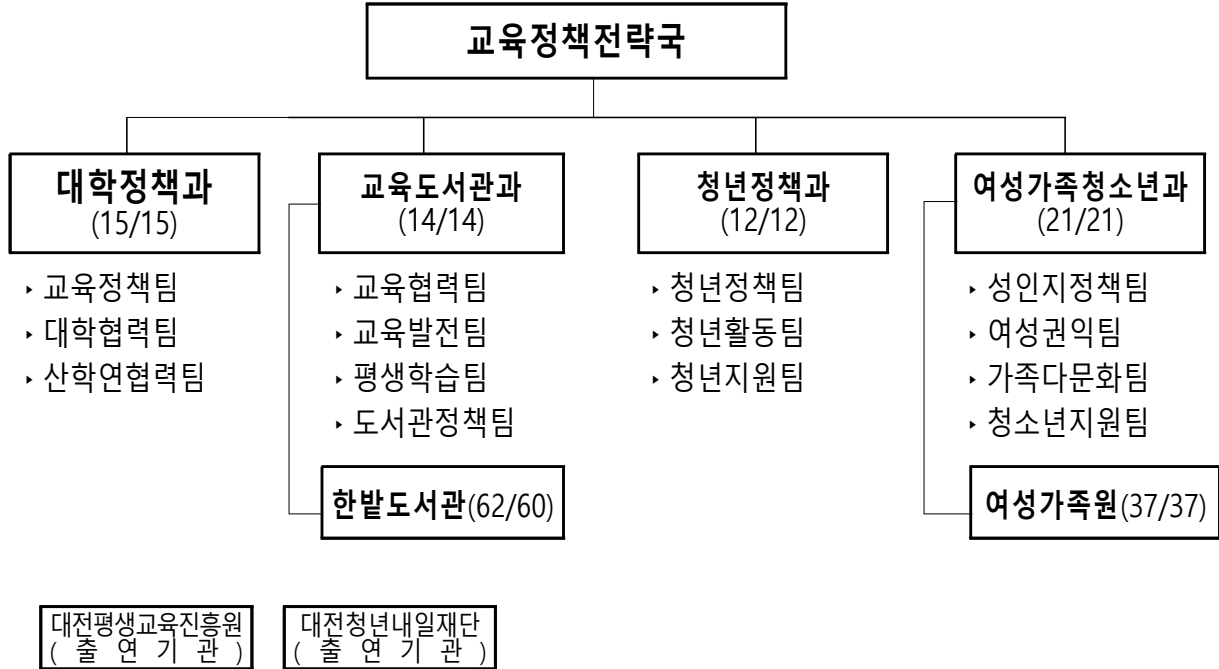 교육정책전략국
대학정책과
(15/15)
▸ 교육정책팀
▸ 대학협력팀
▸ 산학연협력팀
교육도서관과
(14/14)
▸ 교육협력팀
▸ 교육발전팀
▸ 평생학습팀
▸ 도서관정책팀
한밭도서관(62/60)
청년정책과
(12/12)
▸ 청년정책팀
▸ 청년활동팀
▸ 청년지원팀
여성가족청소년과
(21/21)
▸ 성인지정책팀
▸ 여성권익팀
▸ 가족다문화팀
▸ 청소년지원팀
여성가족원(37/37)
대전평생교육진흥원
( 출 연 기 관 )
대전청년내일재단
( 출 연 기 관 )